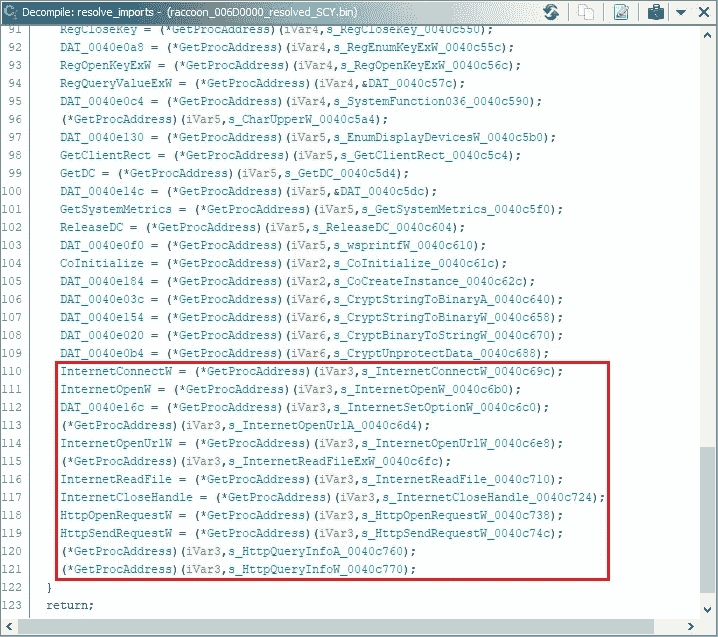 Decompile: resolve_imports - (raccoon_006D0000_resolved_SCY.bin)
91 RegCloseKey = (*GetProcAddress)(iVar4,s_RegCloseKey_0040c550);
92 DAT_0040e0a8 = (*GetProcAddress)(iVar4,s_RegEnumKeyExW_0040c55c);
93 RegOpenKeyExW = (*GetProcAddress)(iVar4,s_RegOpenKeyExW_0040c56c);
94 RegQueryValueExW = (*GetProcAddress)(iVar4,&DAT_0040c57c);
95 DAT_0040e0c4 = (*GetProcAddress)(iVar4,s_SystemFunction036_0040c590);
96 (*GetProcAddress)(iVar5,s_CharUpperW_0040c5a4);
97 DAT_0040e130 = (*GetProcAddress)(iVar5,s_EnumDisplayDevicesW_0040c5b0);
98 GetClientRect = (*GetProcAddress)(iVar5,s_GetClientRect_0040c5c4);
99 GetDC = (*GetProcAddress)(iVar5,s_GetDC_0040c5d4);
100 DAT_0040e14c = (*GetProcAddress)(iVar5,&DAT_0040c5dc);
101 GetSystemMetrics = (*GetProcAddress)(iVar5,s_GetSystemMetrics_0040c5f0);
102 ReleaseDC = (*GetProcAddress)(iVar5,s_ReleaseDC_0040c604);
103 DAT_0040e0f0 = (*GetProcAddress)(iVar5,s_wsprintfW_0040c610);
104 CoInitialize = (*GetProcAddress)(iVar2,s_CoInitialize_0040c61c);
105 DAT_0040e184 = (*GetProcAddress)(iVar2,s_CoCreateInstance_0040c62c);
106 DAT_0040e03c = (*GetProcAddress)(iVar6,s_CryptStringToBinaryA_0040c640);
107 DAT_0040e154 = (*GetProcAddress)(iVar6,s_CryptStringToBinaryW_0040c658);
108 DAT_0040e020 = (*GetProcAddress)(iVar6,s_CryptBinaryToStringW_0040c670);
109 DAT_0040e0b4 = (*GetProcAddress)(iVar6,s_CryptUnprotectData_0040c688);
110 InternetConnectW = (*GetProcAddress)(iVar3,s_InternetConnectW_0040c69c);
111 InternetOpenW = (*GetProcAddress)(iVar3,s_InternetOpenW_0040c6b0);
112 DAT_0040e16c = (*GetProcAddress)(iVar3,s_InternetSetOptionW_0040c6c0);
113 (*GetProcAddress)(iVar3,s_InternetOpenUrlA_0040c6d4);
114 InternetOpenUrlW = (*GetProcAddress)(iVar3,s_InternetOpenUrlW_0040c6e8);
115 (*GetProcAddress)(iVar3,s_InternetReadFileExW_0040c6fc);
116 InternetReadFile = (*GetProcAddress)(iVar3,s_InternetReadFile_0040c710);
117 InternetCloseHandle = (*GetProcAddress)(iVar3,s_InternetCloseHandle_0040c724);
118 HttpOpenRequestW = (*GetProcAddress)(iVar3,s_HttpOpenRequestW_0040c738);
119 HttpSendRequestW = (*GetProcAddress)(iVar3,s_HttpSendRequestW_0040c74c);
120 (*GetProcAddress)(iVar3,s_HttpQueryInfoA_0040c760);
121 (*GetProcAddress)(iVar3,s_HttpQueryInfoW_0040c770);
122 }
123 return;